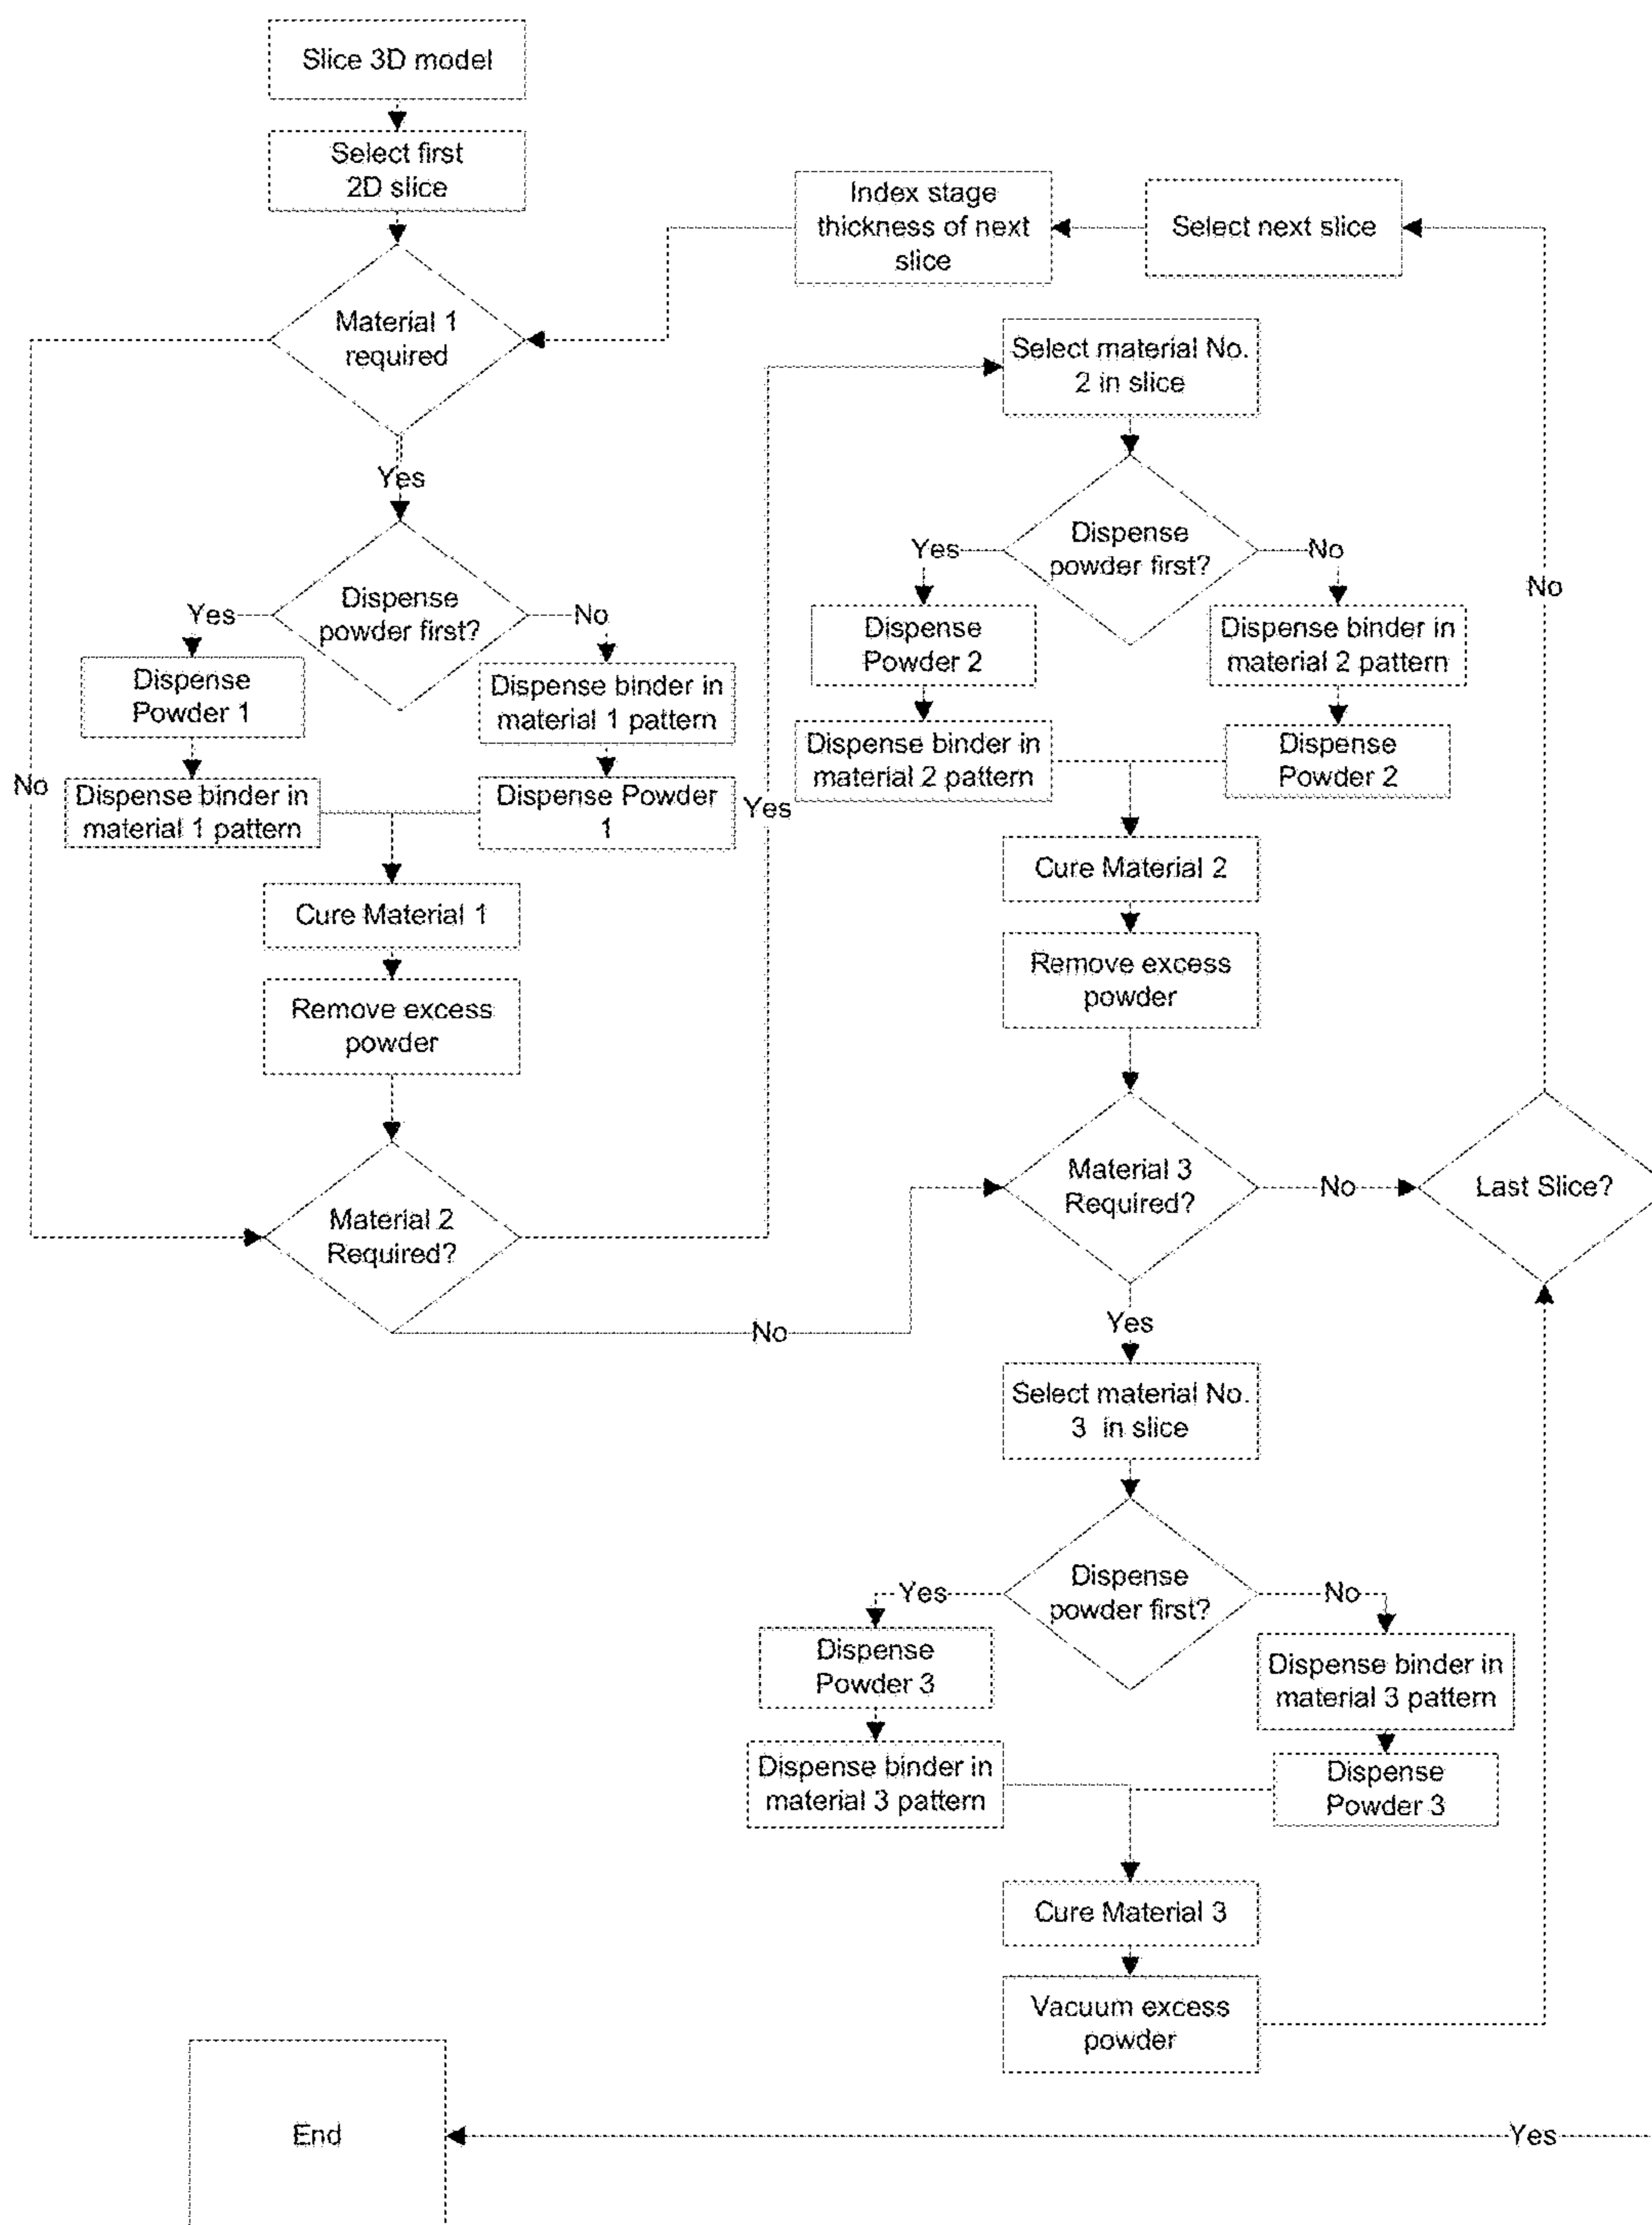 Slice 3D model
Select first
2D slice
Material 1
required
Yes
No
Dispense
powder first?
Yes
No
Dispense
Powder 1
Dispense binder in
material 1 pattern
Dispense binder in
material 1 pattern
Dispense Powder
1
Cure Material 1
Remove excess
powder
Material 2
Required?
Yes
No
Index stage
thickness of next
slice
Select next slice
Select material No.
2 in slice
Dispense
powder first?
Yes
No
Dispense
Powder 2
Dispense binder in
material 2 pattern
Dispense binder in
material 2 pattern
Dispense
Powder 2
Cure Material 2
Remove excess
powder
Material 3
Required?
No
Last Slice?
No
Yes
Select material No.
3 in slice
Dispense
powder first?
Yes
No
Dispense
Powder 3
Dispense binder in
material 3 pattern
Dispense binder in
material 3 pattern
Dispense
Powder 3
Cure Material 3
Vacuum excess
powder
End
Yes